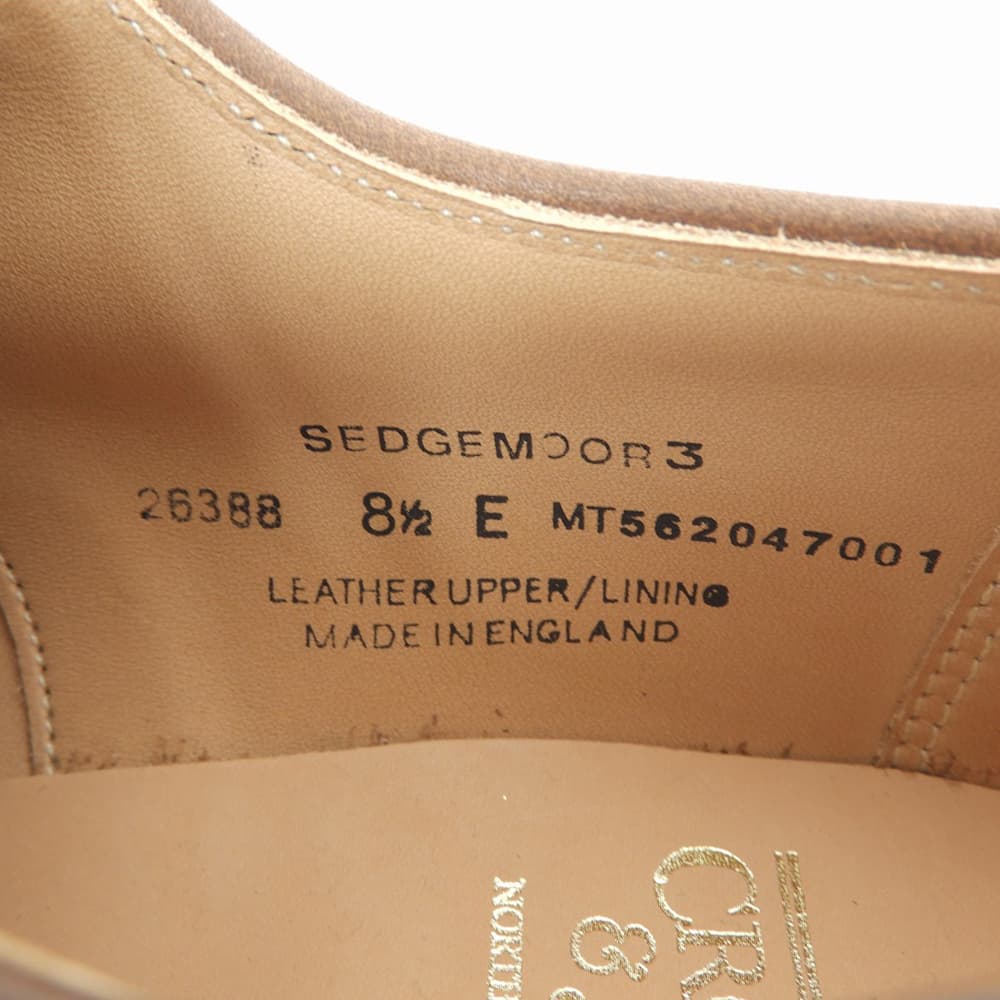 SEDGEMOOR 3
26388 8½ E MT562047001
LEATHER UPPER/LINING
MADE IN ENGLAND
&